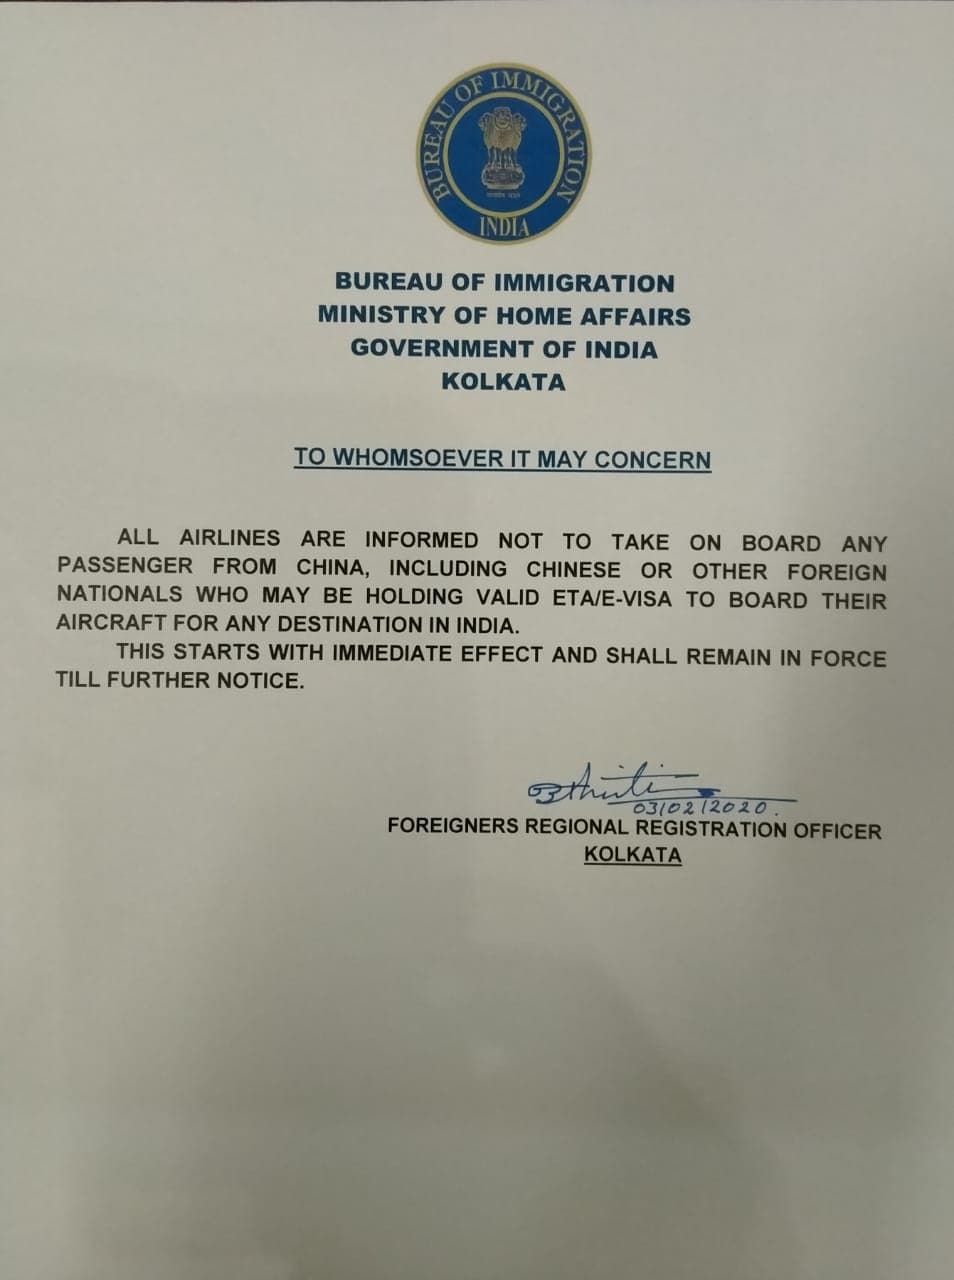 BUREAU OF IMMIGRATION
INDIA
BUREAU OF IMMIGRATION
MINISTRY OF HOME AFFAIRS
GOVERNMENT OF INDIA
KOLKATA
TO WHOMSOEVER IT MAY CONCERN
ALL AIRLINES ARE INFORMED NOT TO TAKE ON BOARD ANY
PASSENGER FROM CHINA, INCLUDING CHINESE OR OTHER FOREIGN
NATIONALS WHO MAY BE HOLDING VALID ETA/E-VISA TO BOARD THEIR
AIRCRAFT FOR ANY DESTINATION IN INDIA.
THIS STARTS WITH IMMEDIATE EFFECT AND SHALL REMAIN IN FORCE
TILL FURTHER NOTICE.
03/02/2020.
FOREIGNERS REGIONAL REGISTRATION OFFICER
KOLKATA